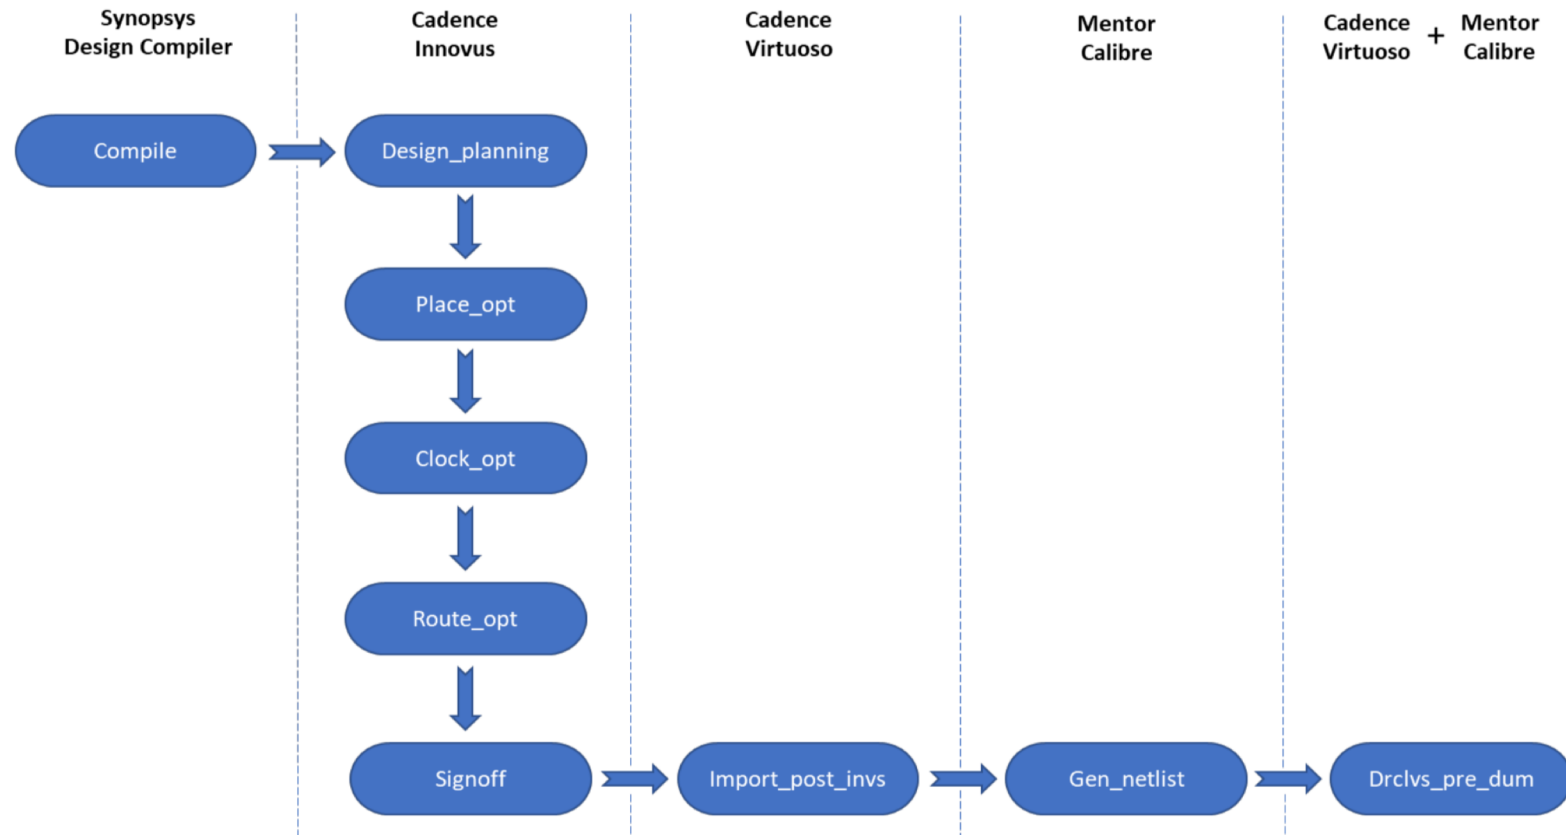 Synopsys
Design Compiler
Cadence
Innovus
Cadence
Virtuoso
Mentor
Calibre
Cadence
Virtuoso
+
Mentor
Calibre
Compile
Design_planning
Place_opt
Clock_opt
Route_opt
Signoff
Import_post_invs
Gen_netlist
Drclvs_pre_dum